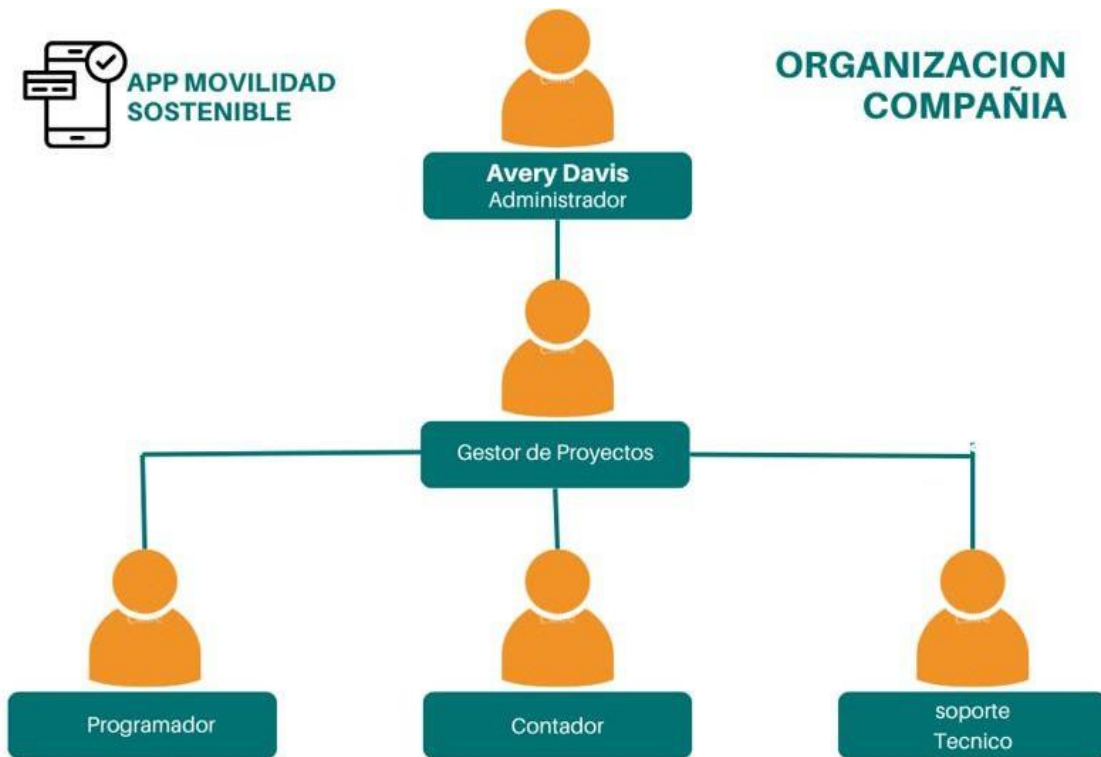 APP MOVILIDAD
SOSTENIBLE
ORGANIZACION
COMPAÑIA
Avery Davis
Administrador
Gestor de Proyectos
Programador
Contador
soporte
Tecnico